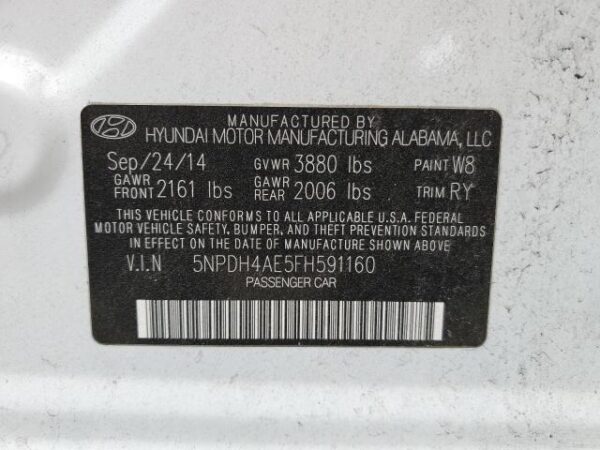 MANUFACTURED BY
HYUNDAI MOTOR MANUFACTURING ALABAMA, LLC
Sep/24/14 GVWR 3880 lbs PAINT W8
GAWR FRONT 2161 lbs GAWR REAR 2006 lbs TRIM RY
THIS VEHICLE CONFORMS TO ALL APPLICABLE U.S.A. FEDERAL
MOTOR VEHICLE SAFETY, BUMPER, AND THEFT PREVENTION STANDARDS
IN EFFECT ON THE DATE OF MANUFACTURE SHOWN ABOVE
V.I.N 5NPDH4AE5FH591160
PASSENGER CAR